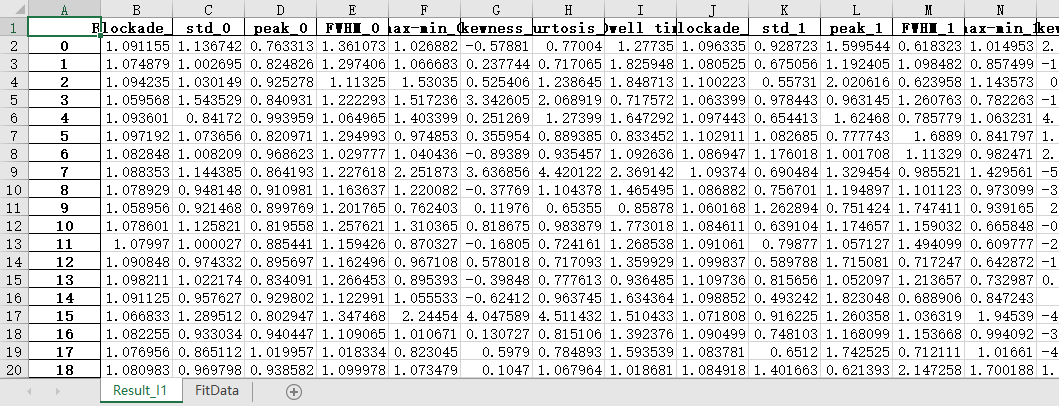 A B C D E F G H I J K L M N
1 lockade_ std_0 peak_0 FWHM_0 ax-min_ kewness_ urtosis_ well ti lockade_ std_1 peak_1 FWHM_1 ax-min_ kew
2 0 1.091155 1.136742 0.763313 1.361073 1.026882 -0.57881 0.77004 1.27735 1.096335 0.928723 1.599544 0.618323 1.014953 2.
3 1 1.074879 1.002695 0.824826 1.297406 1.066683 0.237744 0.717065 1.825948 1.080525 0.675056 1.192405 1.098482 0.857499 -1
4 2 1.094235 1.030149 0.925278 1.11325 1.53035 0.525406 1.238645 1.848713 1.100223 0.55731 2.020616 0.623958 1.143573 0
5 3 1.059568 1.543529 0.840931 1.222293 1.517236 3.342605 2.068919 0.717572 1.063399 0.978443 0.963145 1.260763 0.782263 -1
6 4 1.093601 0.84172 0.993959 1.064965 1.403399 0.251269 1.27399 1.647292 1.097443 0.654413 1.62468 0.785779 1.063231 4.
7 5 1.097192 1.073656 0.820971 1.294993 0.974853 0.355954 0.889385 0.833452 1.102911 1.082685 0.777743 1.6889 0.841797 1.
8 6 1.082848 1.008209 0.968623 1.029777 1.040436 -0.89389 0.935457 1.092636 1.086947 1.176018 1.001708 1.11329 0.982471 2.
9 7 1.088353 1.144385 0.864193 1.227618 2.251873 3.636856 4.420122 2.369142 1.09374 0.690484 1.329454 0.985521 1.429561 -5
10 8 1.078929 0.948148 0.910981 1.163637 1.220082 -0.37769 1.104378 1.465495 1.086882 0.756701 1.194897 1.101123 0.973099 -3
11 9 1.058956 0.921468 0.899769 1.201765 0.762403 0.11976 0.65355 0.85878 1.060168 1.262894 0.751424 1.747411 0.939165 2
12 10 1.078601 1.125821 0.819558 1.257621 1.310365 0.818675 0.983879 1.773018 1.084611 0.639104 1.174657 1.159032 0.665848 -0
13 11 1.07997 1.000027 0.885441 1.159426 0.870327 -0.16805 0.724161 1.268538 1.091061 0.79877 1.057127 1.494099 0.609777 -2
14 12 1.090848 0.974332 0.895697 1.162496 0.967108 0.578018 0.717093 1.359929 1.099837 0.589788 1.715081 0.717247 0.642872 -1
15 13 1.098211 1.022174 0.834091 1.266453 0.895393 -0.39848 0.777613 0.936485 1.109736 0.815656 1.052097 1.213657 0.732987 0.
16 14 1.091125 0.957627 0.929802 1.122991 1.055533 -0.62412 0.963745 1.634364 1.098852 0.493242 1.823048 0.688906 0.847243
17 15 1.066833 1.289512 0.802947 1.347468 2.24454 4.047589 4.511432 1.510433 1.071808 0.916225 1.260358 1.036319 1.94539 -4
18 16 1.082255 0.933034 0.940447 1.109065 1.010671 0.130727 0.815106 1.392376 1.090499 0.748103 1.168099 1.153668 0.994092 -3
19 17 1.076956 0.865112 1.019957 1.018334 0.823045 0.5979 0.784893 1.593539 1.083781 0.6512 1.742525 0.712111 1.01661 -4
20 18 1.080983 0.969798 0.938582 1.099978 1.073479 0.1047 1.067964 1.018681 1.084918 1.401663 0.621393 2.147258 1.700188 1.
Result_I1 FitData